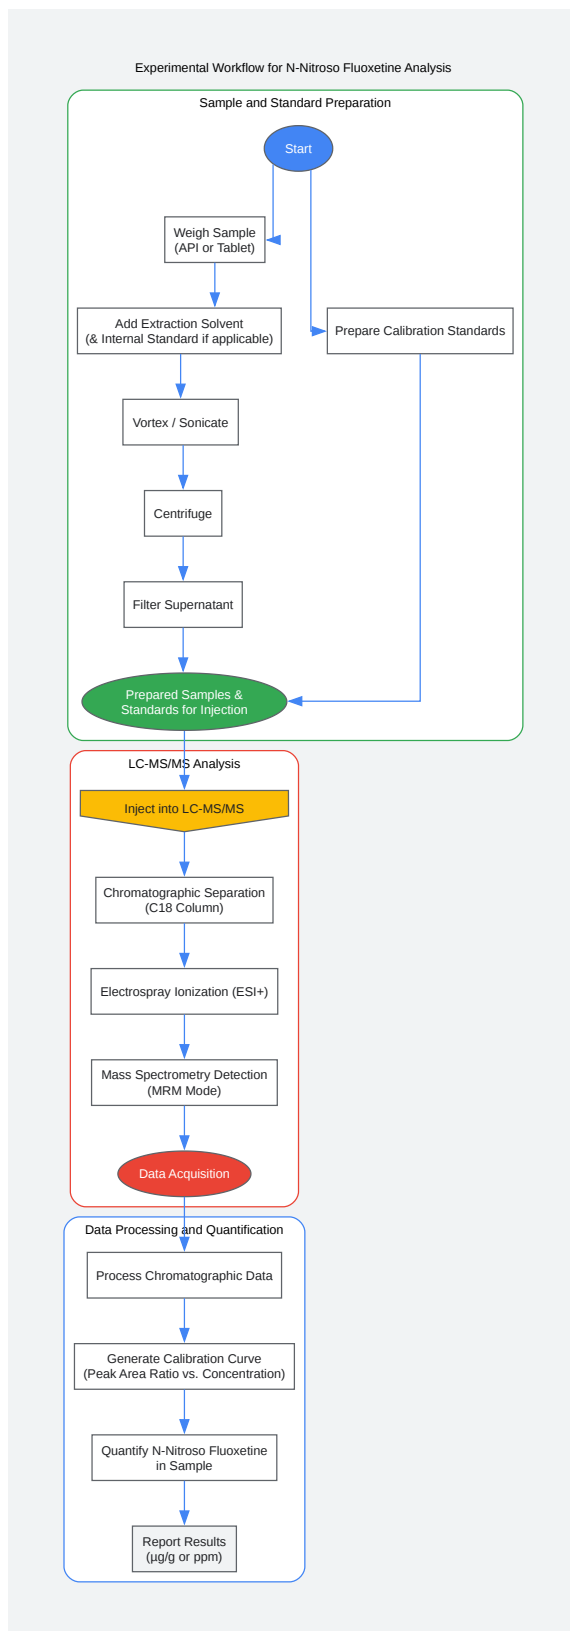 Experimental Workflow for N-Nitroso Fluoxetine Analysis
Sample and Standard Preparation
Start
Weigh Sample
(API or Tablet)
Add Extraction Solvent
(& Internal Standard if applicable)
Prepare Calibration Standards
Vortex / Sonicate
Centrifuge
Filter Supernatant
Prepared Samples &
Standards for Injection
LC-MS/MS Analysis
Inject into LC-MS/MS
Chromatographic Separation
(C18 Column)
Electrospray Ionization (ESI+)
Mass Spectrometry Detection
(MRM Mode)
Data Acquisition
Data Processing and Quantification
Process Chromatographic Data
Generate Calibration Curve
(Peak Area Ratio vs. Concentration)
Quantify N-Nitroso Fluoxetine
in Sample
Report Results
(µg/g or ppm)